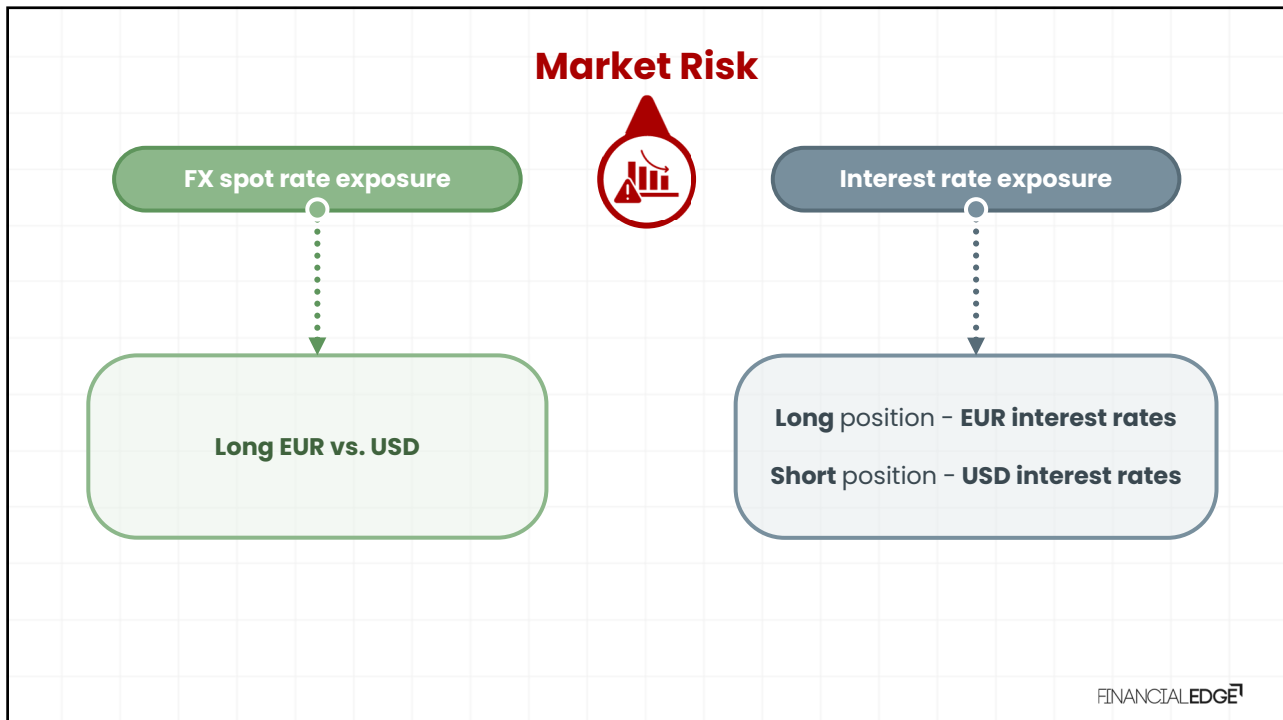 Market Risk
FX spot rate exposure
Interest rate exposure
Long EUR vs. USD
Long position - EUR interest rates
Short position - USD interest rates
FINANCIALEDGE